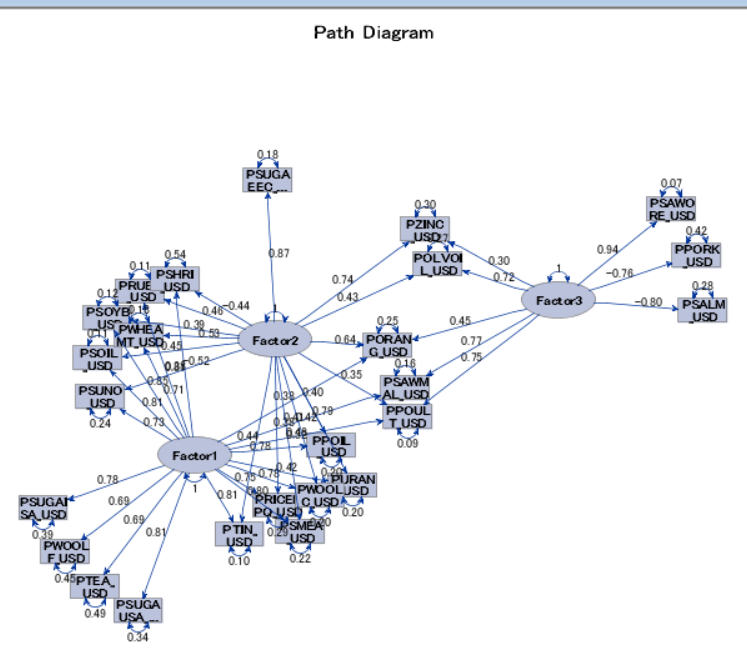 Path Diagram
0.18
PSUGA
EEC_...
0.07
PSAWO
RE_USD
0.30
PZINC
_USD
0.42
PPORK
_USD
0.54
PSHRI
_USD
0.11
POLVOI
L_USD
0.87
0.94
0.30
-0.76
0.72
0.74
0.43
1
Factor3
0.28
PSALM
_USD
-0.80
0.12
PSOYB
-0.44
0.46
1
Factor2
0.39
0.53
PWHEA
MT_USD
0.25
PORAN
G_USD
0.64
0.45
PSOIL
_USD
0.45
-0.52
0.16
PSAWM
AL_USD
0.77
0.75
0.35
PSUNO
_USD
0.24
0.85
0.71
0.81
0.73
0.40
0.79
PPOUL
T_USD
0.09
0.44
0.78
PPOIL
_USD
Factor1
1
0.42
0.78
0.81
PWOOL
C_USD
PURAN
_USD
0.20
PRICEI
PTIN_
_USD
0.10
PSMEA
_USD
0.22
0.78
PSUGAI
SA_USD
0.39
0.69
PWOOL
F_USD
0.45
0.69
PTEA_
USD
0.49
0.81
PSUGA
USA_...
0.34